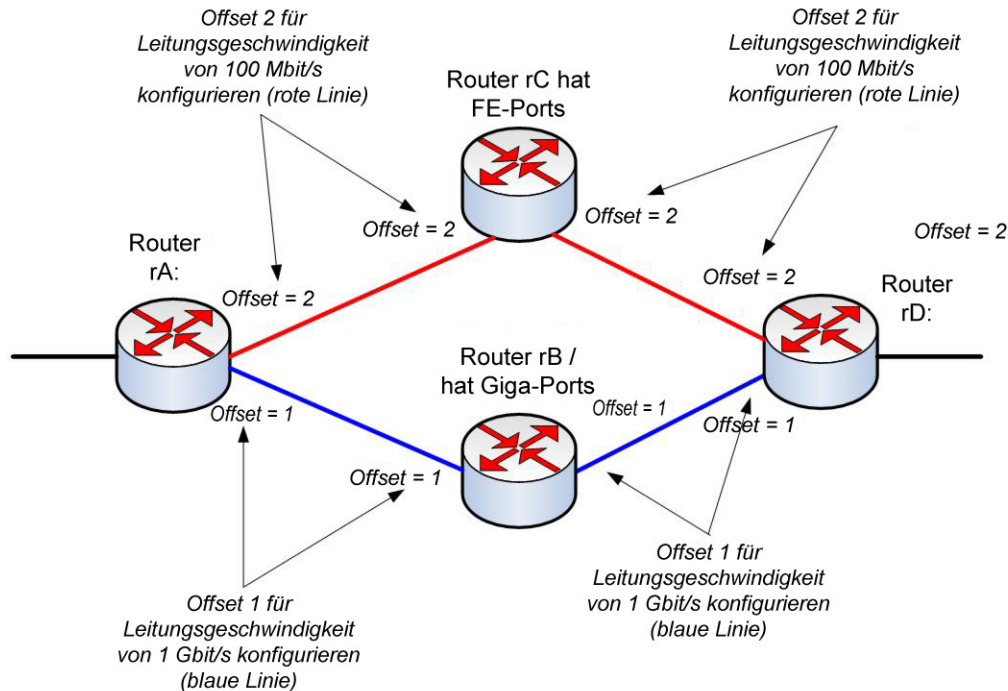 Offset 2 für
Leitungsgeschwindigkeit
von 100 Mbit/s
konfigurieren (rote Linie)
Offset 2 für
Leitungsgeschwindigkeit
von 100 Mbit/s
konfigurieren (rote Linie)
Router rC hat
FE-Ports
Offset = 2
Offset = 2
Offset = 2
Router
rA:
Offset = 2
Offset = 2
Router
rD:
Router rB /
hat Giga-Ports
Offset = 1
Offset = 1
Offset = 1
Offset = 1
Offset 1 für
Leitungsgeschwindigkeit
von 1 Gbit/s konfigurieren
(blaue Linie)
Offset 1 für
Leitungsgeschwindigkeit
von 1 Gbit/s konfigurieren
(blaue Linie)